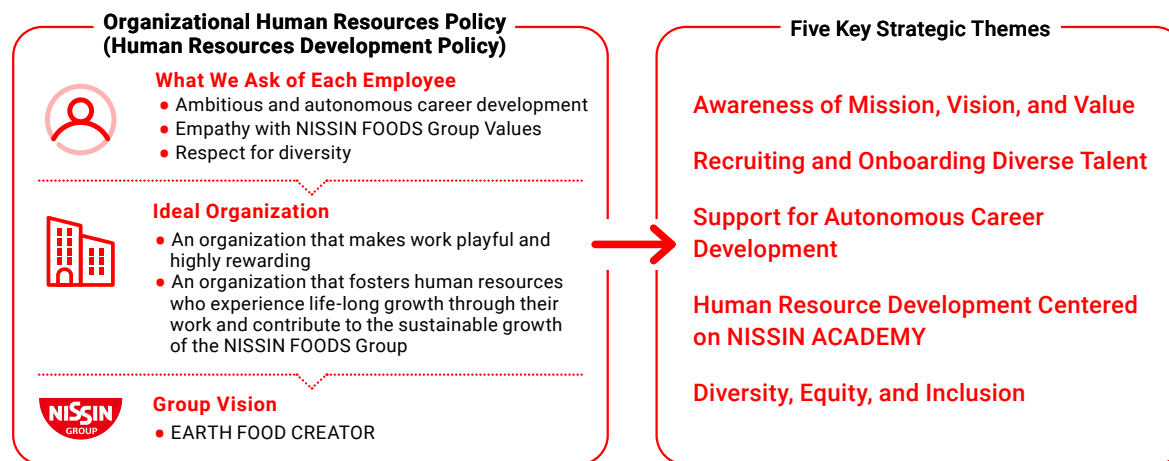 Organizational Human Resources Policy
(Human Resources Development Policy)
What We Ask of Each Employee
• Ambitious and autonomous career development
• Empathy with NISSIN FOODS Group Values
• Respect for diversity
Ideal Organization
• An organization that makes work playful and
highly rewarding
• An organization that fosters human resources
who experience life-long growth through their
work and contribute to the sustainable growth
of the NISSIN FOODS Group
NISSIN
GROUP
Group Vision
• EARTH FOOD CREATOR
Five Key Strategic Themes
Awareness of Mission, Vision, and Value
Recruiting and Onboarding Diverse Talent
Support for Autonomous Career
Development
Human Resource Development Centered
on NISSIN ACADEMY
Diversity, Equity, and Inclusion